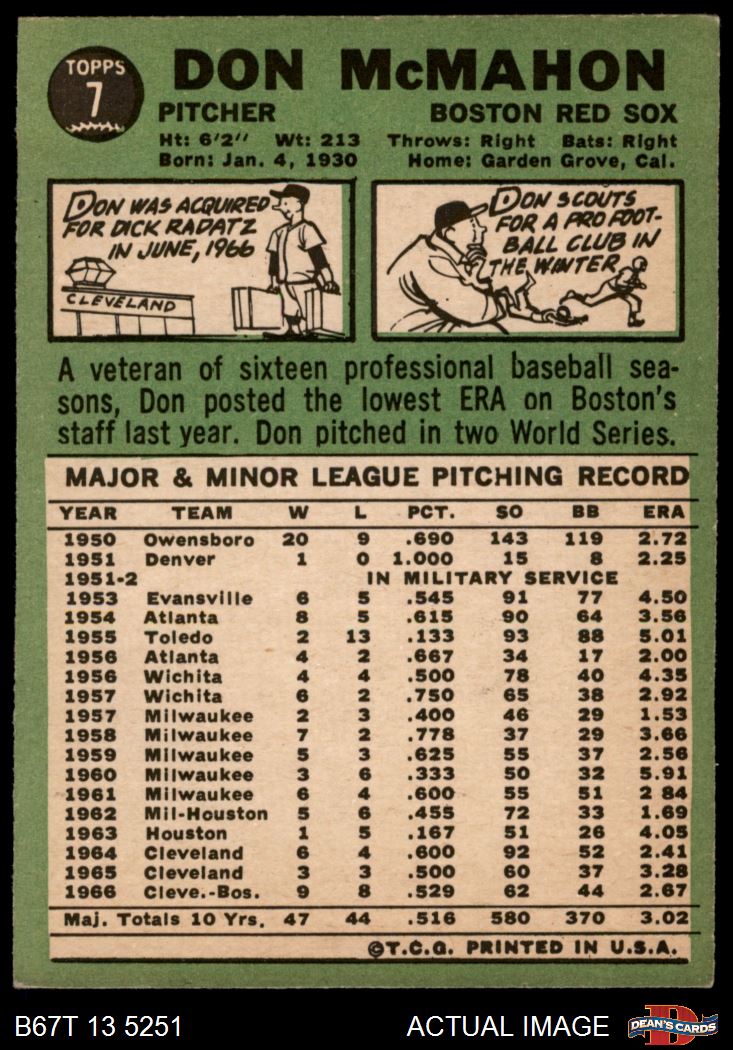 TOPPS
7
DON McMAHON
PITCHER BOSTON RED SOX
Ht: 6'2" Wt: 213 Throws: Right Bats: Right
Born: Jan. 4, 1930 Home: Garden Grove, Cal.
DON WAS ACQUIRED
FOR DICK RADATZ
IN JUNE, 1966
CLEVELAND
DON SCOUTS
FOR A PRO FOOT-
BALL CLUB IN
THE WINTER
A veteran of sixteen professional baseball sea-
sons, Don posted the lowest ERA on Boston's
staff last year. Don pitched in two World Series.
MAJOR & MINOR LEAGUE PITCHING RECORD
YEAR TEAM W L PCT. SO BB ERA
1950 Owensboro 20 9 .690 143 119 2.72
1951 Denver 1 0 1.000 15 8 2.25
1951-2 IN MILITARY SERVICE
1953 Evansville 6 5 .545 91 77 4.50
1954 Atlanta 8 5 .615 90 64 3.56
1955 Toledo 2 13 .133 93 88 5.01
1956 Atlanta 4 2 .667 34 17 2.00
1956 Wichita 4 4 .500 78 40 4.35
1957 Wichita 6 2 .750 65 38 2.92
1957 Milwaukee 2 3 .400 46 29 1.53
1958 Milwaukee 7 2 .778 37 29 3.66
1959 Milwaukee 5 3 .625 55 37 2.56
1960 Milwaukee 3 6 .333 50 32 5.91
1961 Milwaukee 6 4 .600 55 51 2 84
1962 Mil-Houston 5 6 .455 72 33 1.69
1963 Houston 1 5 .167 51 26 4.05
1964 Cleveland 6 4 .600 92 52 2.41
1965 Cleveland 3 3 .500 60 37 3.28
1966 Cleve.-Bos. 9 8 .529 62 44 2.67
Maj. Totals 10 Yrs. 47 44 .516 580 370 3.02
©T.C.G. PRINTED IN U.S.A.
B67T 13 5251 ACTUAL IMAGE D DEAN'S CARDS